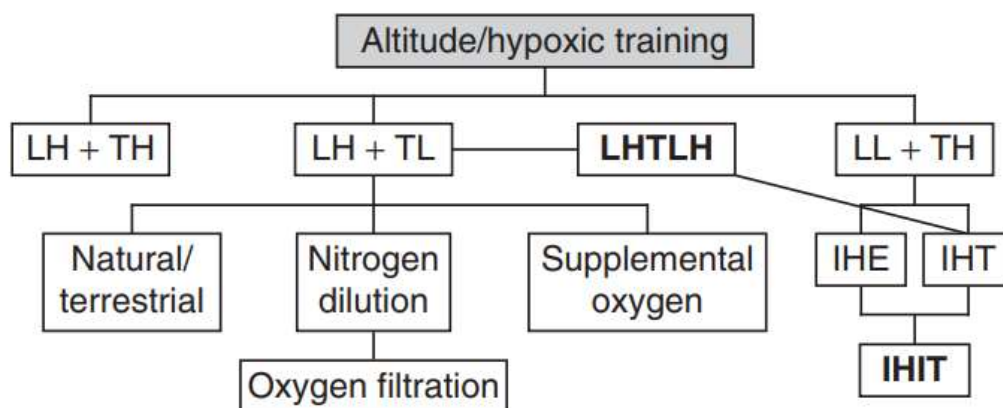 Altitude/hypoxic training
LH + TH
LH + TL
LHTLH
LL + TH
Natural/
terrestrial
Nitrogen
dilution
Supplemental
oxygen
IHE
IHT
Oxygen filtration
IHIT